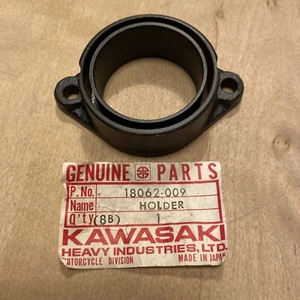 GENUINE PARTS
P.No. 18062-009
Name HOLDER
Q'ty (8B) 1
KAWASAKI
HEAVY INDUSTRIES, LTD.
MOTORCYCLE DIVISION MADE IN JAPAN